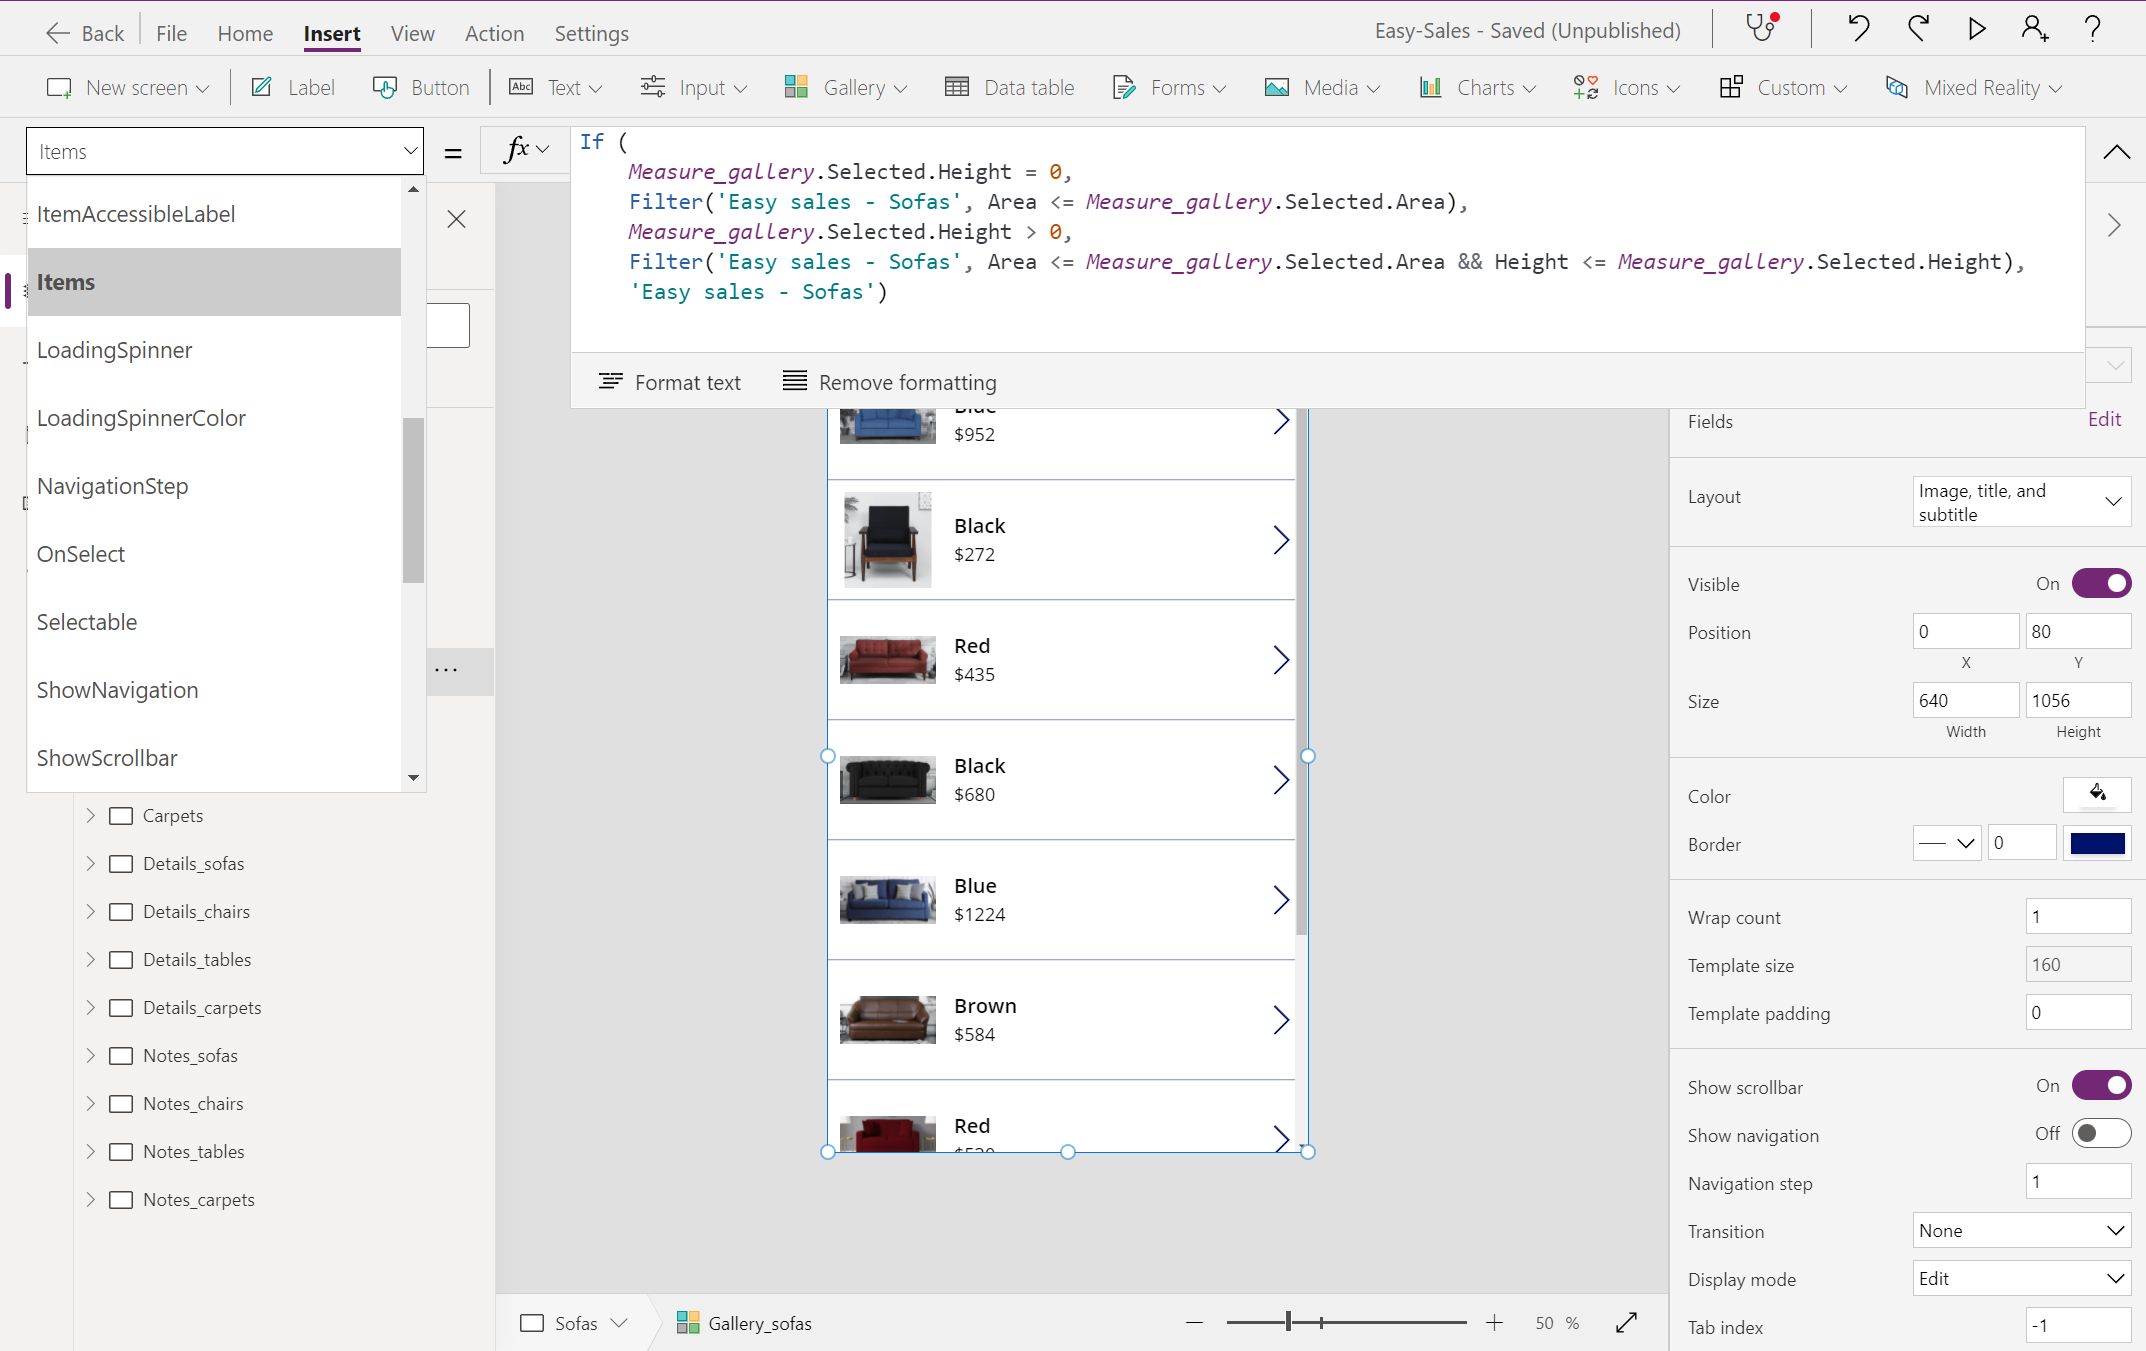 Back File Home Insert View Action Settings Easy-Sales - Saved (Unpublished)
New screen Label Button Abc Text Input Gallery Data table Forms Media Charts Icons Custom Mixed Reality
Items = fx
If (
Measure_gallery.Selected.Height = 0,
Filter('Easy sales - Sofas', Area <= Measure_gallery.Selected.Area),
Measure_gallery.Selected.Height > 0,
Filter('Easy sales - Sofas', Area <= Measure_gallery.Selected.Area && Height <= Measure_gallery.Selected.Height),
'Easy sales - Sofas')
Format text Remove formatting
ItemAccessibleLabel
Items
LoadingSpinner
LoadingSpinnerColor
NavigationStep
OnSelect
Selectable
ShowNavigation
ShowScrollbar
Carpets
Details_sofas
Details_chairs
Details_tables
Details_carpets
Notes_sofas
Notes_chairs
Notes_tables
Notes_carpets
Blue
$952
Black
$272
Red
$435
Black
$680
Blue
$1224
Brown
$584
Red
Sofas Gallery_sofas
50 %
Fields Edit
Layout Image, title, and
subtitle
Visible On
Position 0 80
X Y
Size 640 1056
Width Height
Color
Border 0
Wrap count 1
Template size 160
Template padding 0
Show scrollbar On
Show navigation Off
Navigation step 1
Transition None
Display mode Edit
Tab index -1